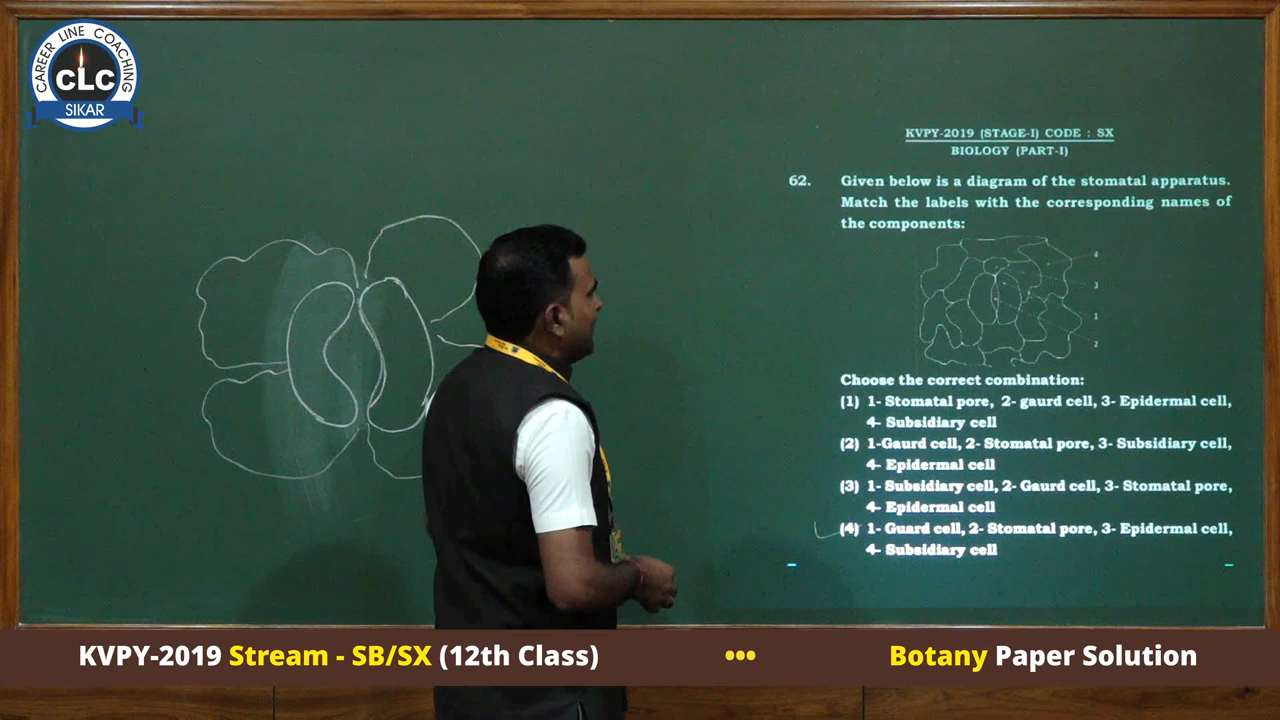 CAREER LINE COACHING
CLC
SIKAR
KVPY-2019 (STAGE-I) CODE : SX
BIOLOGY (PART-I)
62. Given below is a diagram of the stomatal apparatus.
Match the labels with the corresponding names of
the components:
4
3
1
2
Choose the correct combination:
(1) 1- Stomatal pore, 2- gaurd cell, 3- Epidermal cell,
4- Subsidiary cell
(2) 1-Gaurd cell, 2- Stomatal pore, 3- Subsidiary cell,
4- Epidermal cell
(3) 1- Subsidiary cell, 2- Gaurd cell, 3- Stomatal pore,
4- Epidermal cell
(4) 1- Guard cell, 2- Stomatal pore, 3- Epidermal cell,
4- Subsidiary cell
KVPY-2019 Stream - SB/SX (12th Class) ••• Botany Paper Solution